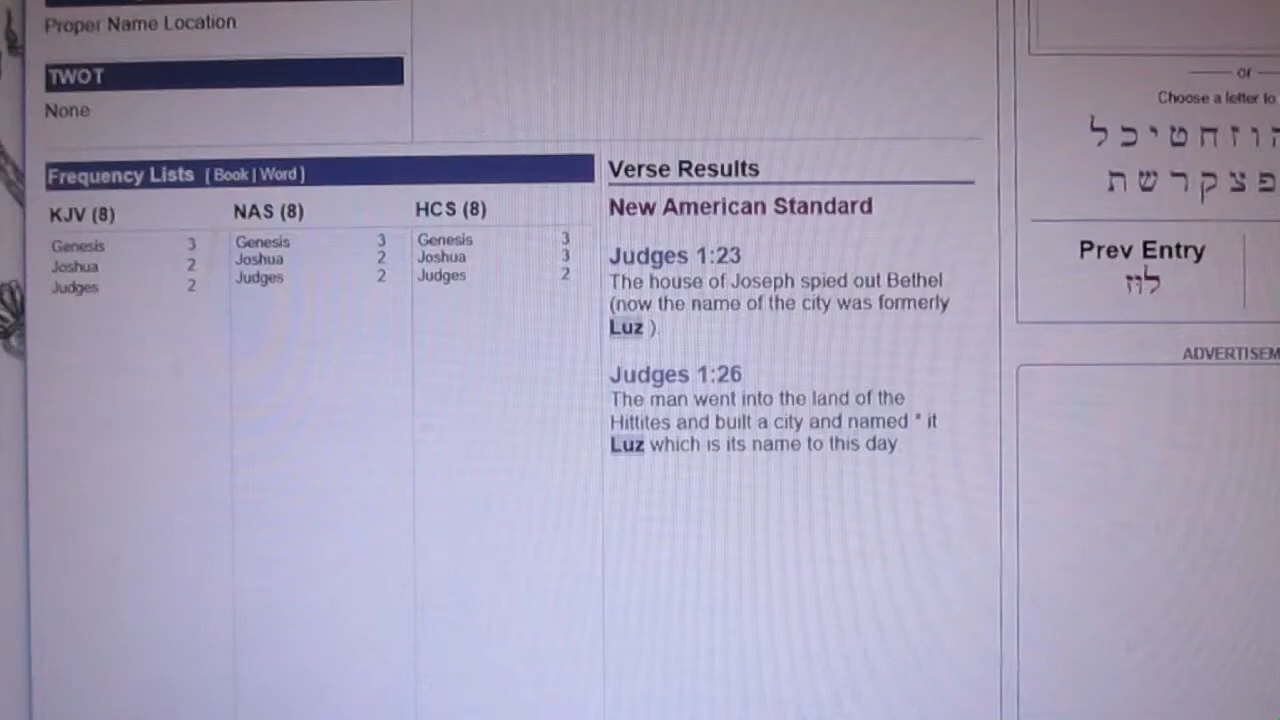 Proper Name Location
TWOT
None
Frequency Lists [ Book | Word ]
KJV (8)
Genesis 3
Joshua 2
Judges 2
NAS (8)
Genesis 3
Joshua 2
Judges 2
HCS (8)
Genesis 3
Joshua 3
Judges 2
Verse Results
New American Standard
Judges 1:23
The house of Joseph spied out Bethel
(now the name of the city was formerly
Luz ).
Judges 1:26
The man went into the land of the
Hittites and built a city and named * it
Luz which is its name to this day
or
Choose a letter to
ו ז ח ט י כ ל
פ צ ק ר ש ת
Prev Entry
לוז
ADVERTISEM